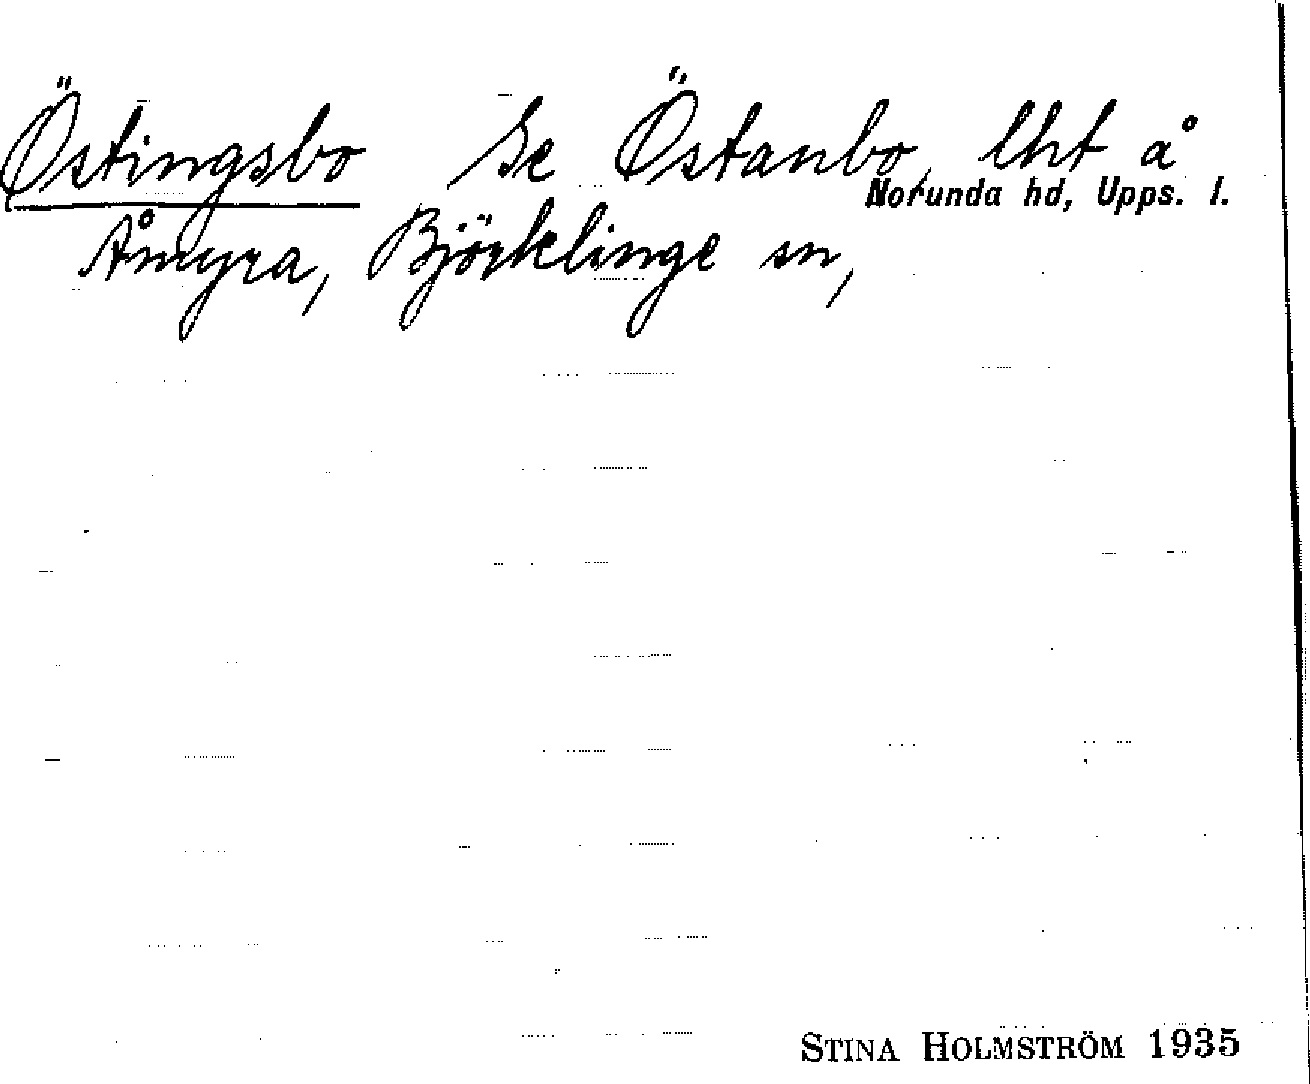 Östingsbo Se Östanbo, lht å
Norunda hd, Upps. l.
Åmyra, Björklinge sn,
STINA HOLMSTRÖM 1935